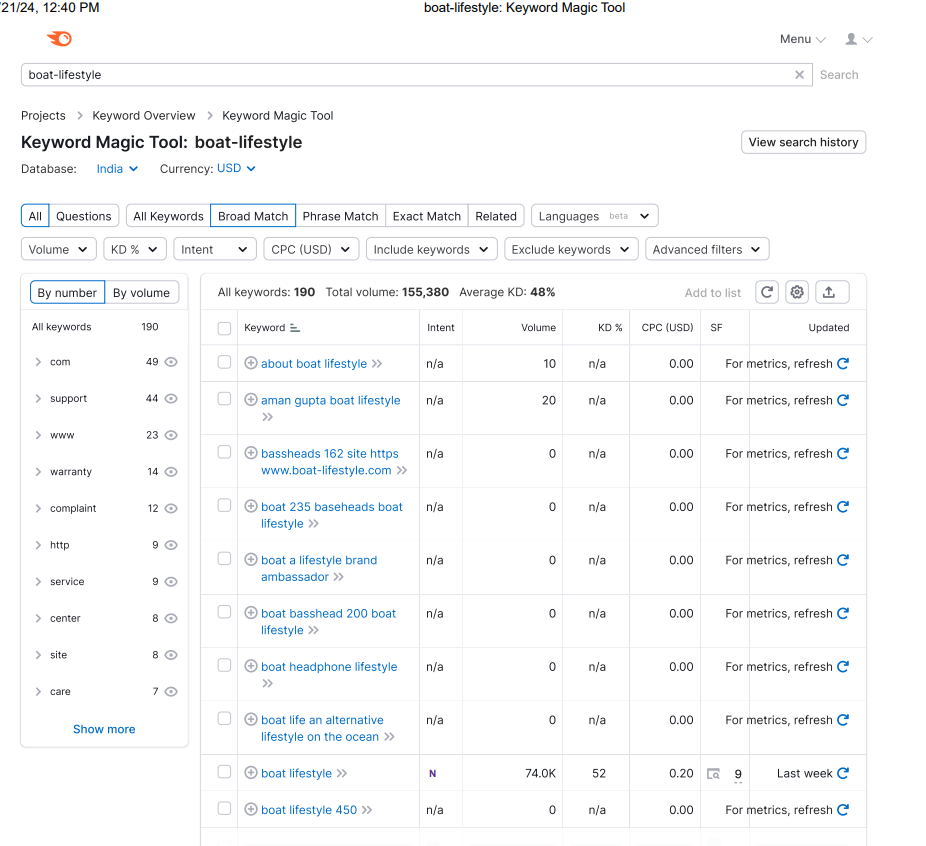 /21/24, 12:40 PM boat-lifestyle: Keyword Magic Tool
Menu
boat-lifestyle Search
Projects Keyword Overview Keyword Magic Tool
Keyword Magic Tool: boat-lifestyle
View search history
Database: India Currency: USD
All Questions All Keywords Broad Match Phrase Match Exact Match Related Languages beta
Volume KD % Intent CPC (USD) Include keywords Exclude keywords Advanced filters
By number By volume
All keywords 190
com 49
support 44
www 23
warranty 14
complaint 12
http 9
service 9
center 8
site 8
care 7
Show more
All keywords: 190 Total volume: 155,380 Average KD: 48%
Add to list
Keyword Intent Volume KD % CPC (USD) SF Updated
about boat lifestyle n/a 10 n/a 0.00 For metrics, refresh
aman gupta boat lifestyle n/a 20 n/a 0.00 For metrics, refresh
bassheads 162 site https n/a 0 n/a 0.00 For metrics, refresh
www.boat-lifestyle.com
boat 235 baseheads boat n/a 0 n/a 0.00 For metrics, refresh
lifestyle
boat a lifestyle brand n/a 0 n/a 0.00 For metrics, refresh
ambassador
boat basshead 200 boat n/a 0 n/a 0.00 For metrics, refresh
lifestyle
boat headphone lifestyle n/a 0 n/a 0.00 For metrics, refresh
boat life an alternative n/a 0 n/a 0.00 For metrics, refresh
lifestyle on the ocean
boat lifestyle N 74.0K 52 0.20 9 Last week
boat lifestyle 450 n/a 0 n/a 0.00 For metrics, refresh